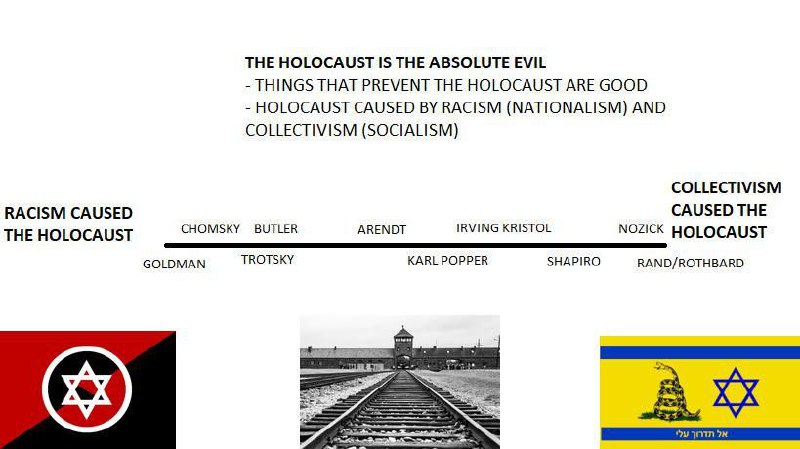 THE HOLOCAUST IS THE ABSOLUTE EVIL
- THINGS THAT PREVENT THE HOLOCAUST ARE GOOD
- HOLOCAUST CAUSED BY RACISM (NATIONALISM) AND
COLLECTIVISM (SOCIALISM)
RACISM CAUSED
THE HOLOCAUST
COLLECTIVISM
CAUSED THE
HOLOCAUST
CHOMSKY
BUTLER
ARENDT
IRVING KRISTOL
NOZICK
GOLDMAN
TROTSKY
KARL POPPER
SHAPIRO
RAND/ROTHBARD
אל תדרוך עלי